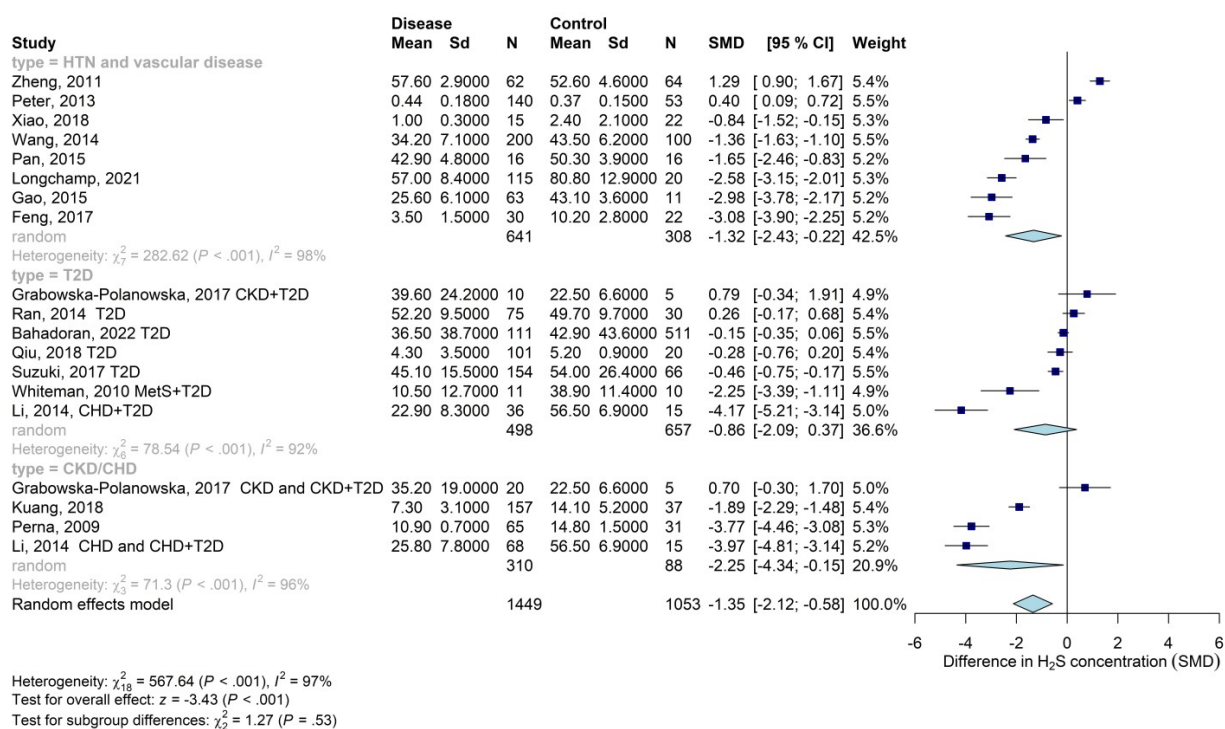 Disease Control
Study Mean Sd N Mean Sd N SMD [95 % CI] Weight
type = HTN and vascular disease
Zheng, 2011 57.60 2.9000 62 52.60 4.6000 64 1.29 [ 0.90; 1.67] 5.4%
Peter, 2013 0.44 0.1800 140 0.37 0.1500 53 0.40 [ 0.09; 0.72] 5.5%
Xiao, 2018 1.00 0.3000 15 2.40 2.1000 22 -0.84 [-1.52; -0.15] 5.3%
Wang, 2014 34.20 7.1000 200 43.50 6.2000 100 -1.36 [-1.63; -1.10] 5.5%
Pan, 2015 42.90 4.8000 16 50.30 3.9000 16 -1.65 [-2.46; -0.83] 5.2%
Longchamp, 2021 57.00 8.4000 115 80.80 12.9000 20 -2.58 [-3.15; -2.01] 5.3%
Gao, 2015 25.60 6.1000 63 43.10 3.6000 11 -2.98 [-3.78; -2.17] 5.2%
Feng, 2017 3.50 1.5000 30 10.20 2.8000 22 -3.08 [-3.90; -2.25] 5.2%
random 641 308 -1.32 [-2.43; -0.22] 42.5%
Heterogeneity: χ²₇ = 282.62 (P < .001), I² = 98%
type = T2D
Grabowska-Polanowska, 2017 CKD+T2D 39.60 24.2000 10 22.50 6.6000 5 0.79 [-0.34; 1.91] 4.9%
Ran, 2014 T2D 52.20 9.5000 75 49.70 9.7000 30 0.26 [-0.17; 0.68] 5.4%
Bahadoran, 2022 T2D 36.50 38.7000 111 42.90 43.6000 511 -0.15 [-0.35; 0.06] 5.5%
Qiu, 2018 T2D 4.30 3.5000 101 5.20 0.9000 20 -0.28 [-0.76; 0.20] 5.4%
Suzuki, 2017 T2D 45.10 15.5000 154 54.00 26.4000 66 -0.46 [-0.75; -0.17] 5.5%
Whiteman, 2010 MetS+T2D 10.50 12.7000 11 38.90 11.4000 10 -2.25 [-3.39; -1.11] 4.9%
Li, 2014, CHD+T2D 22.90 8.3000 36 56.50 6.9000 15 -4.17 [-5.21; -3.14] 5.0%
random 498 657 -0.86 [-2.09; 0.37] 36.6%
Heterogeneity: χ²₆ = 78.54 (P < .001), I² = 92%
type = CKD/CHD
Grabowska-Polanowska, 2017 CKD and CKD+T2D 35.20 19.0000 20 22.50 6.6000 5 0.70 [-0.30; 1.70] 5.0%
Kuang, 2018 7.30 3.1000 157 14.10 5.2000 37 -1.89 [-2.29; -1.48] 5.4%
Perna, 2009 10.90 0.7000 65 14.80 1.5000 31 -3.77 [-4.46; -3.08] 5.3%
Li, 2014 CHD and CHD+T2D 25.80 7.8000 68 56.50 6.9000 15 -3.97 [-4.81; -3.14] 5.2%
random 310 88 -2.25 [-4.34; -0.15] 20.9%
Heterogeneity: χ²₃ = 71.3 (P < .001), I² = 96%
Random effects model 1449 1053 -1.35 [-2.12; -0.58] 100.0%
-6 -4 -2 0 2 4 6
Difference in H₂S concentration (SMD)
Heterogeneity: χ²₁₈ = 567.64 (P < .001), I² = 97%
Test for overall effect: z = -3.43 (P < .001)
Test for subgroup differences: χ²₂ = 1.27 (P = .53)